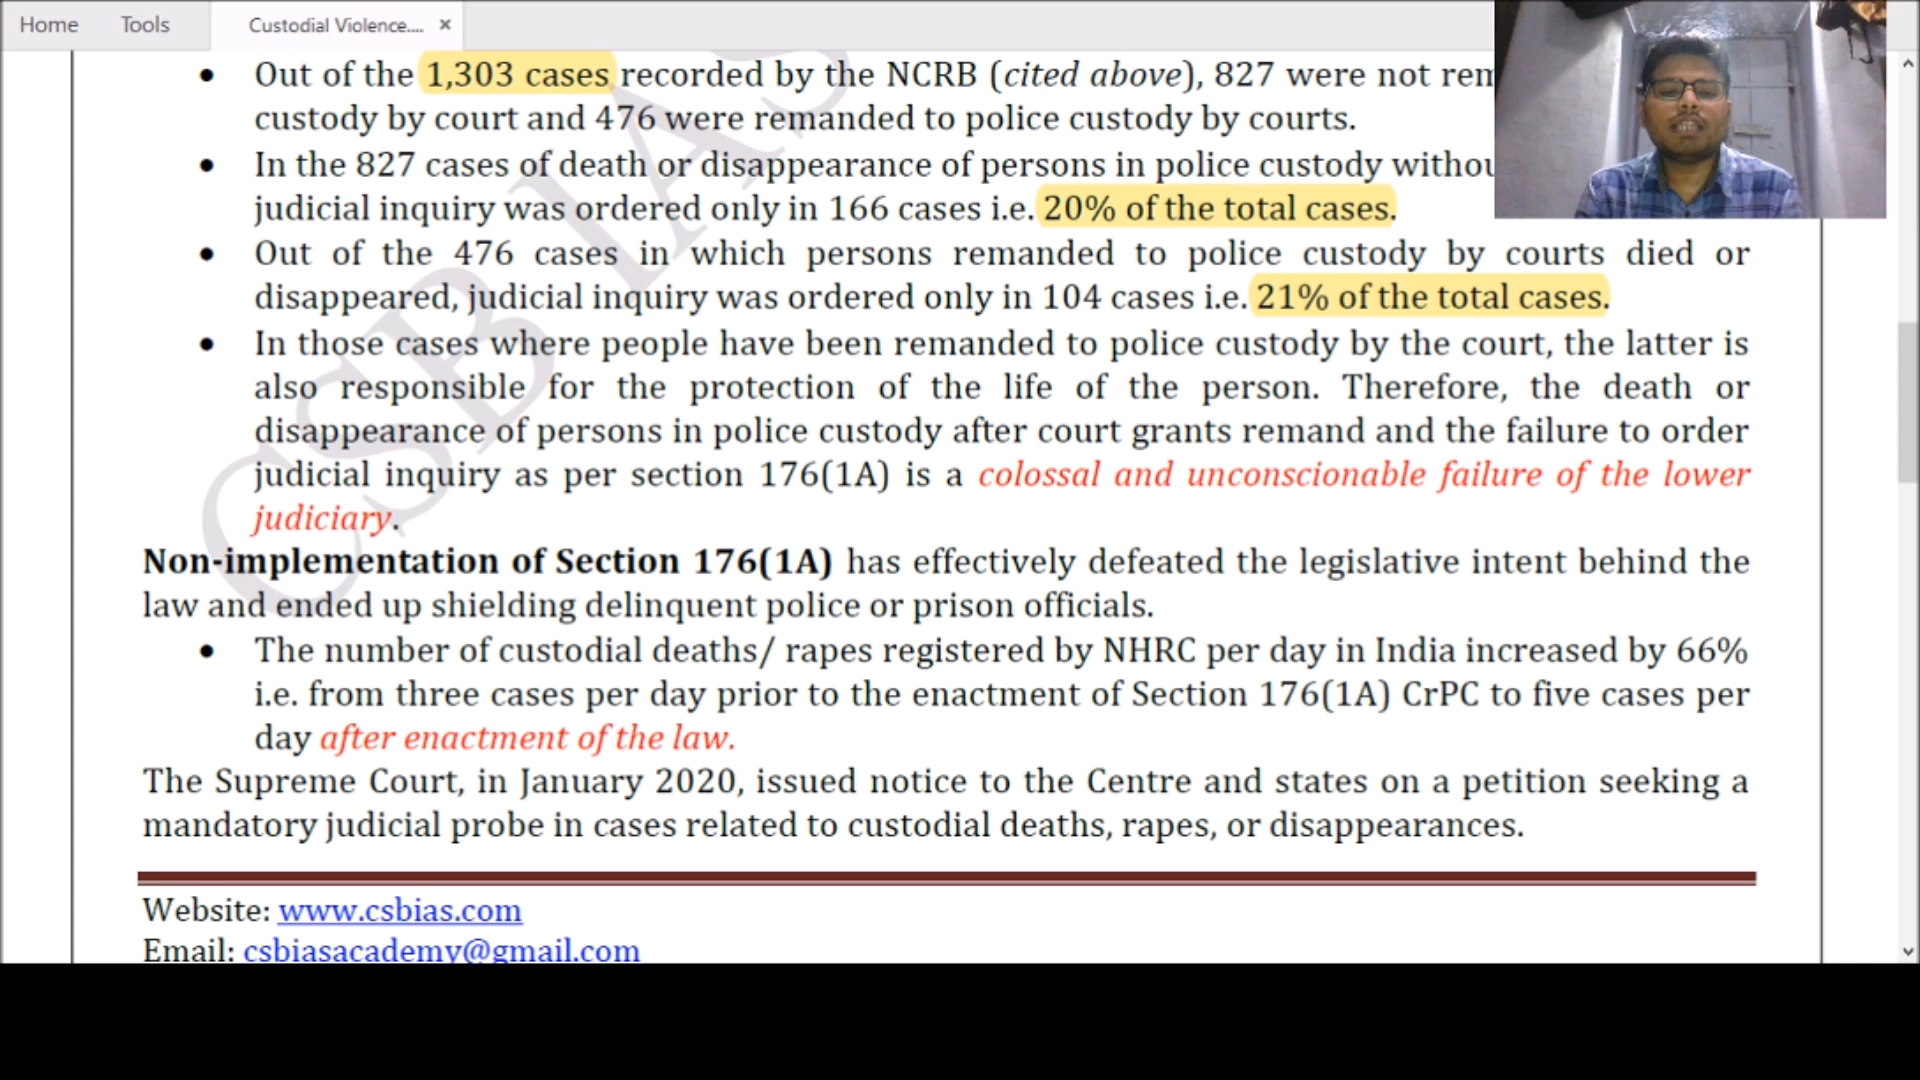 Home Tools Custodial Violence.... ×
• Out of the 1,303 cases recorded by the NCRB (cited above), 827 were not rem
custody by court and 476 were remanded to police custody by courts.
• In the 827 cases of death or disappearance of persons in police custody withou
judicial inquiry was ordered only in 166 cases i.e. 20% of the total cases.
• Out of the 476 cases in which persons remanded to police custody by courts died or
disappeared, judicial inquiry was ordered only in 104 cases i.e. 21% of the total cases.
• In those cases where people have been remanded to police custody by the court, the latter is
also responsible for the protection of the life of the person. Therefore, the death or
disappearance of persons in police custody after court grants remand and the failure to order
judicial inquiry as per section 176(1A) is a colossal and unconscionable failure of the lower
judiciary.
Non-implementation of Section 176(1A) has effectively defeated the legislative intent behind the
law and ended up shielding delinquent police or prison officials.
• The number of custodial deaths/ rapes registered by NHRC per day in India increased by 66%
i.e. from three cases per day prior to the enactment of Section 176(1A) CrPC to five cases per
day after enactment of the law.
The Supreme Court, in January 2020, issued notice to the Centre and states on a petition seeking a
mandatory judicial probe in cases related to custodial deaths, rapes, or disappearances.
Website: www.csbias.com
Email: csbiasacademy@gmail.com
CSB IAS